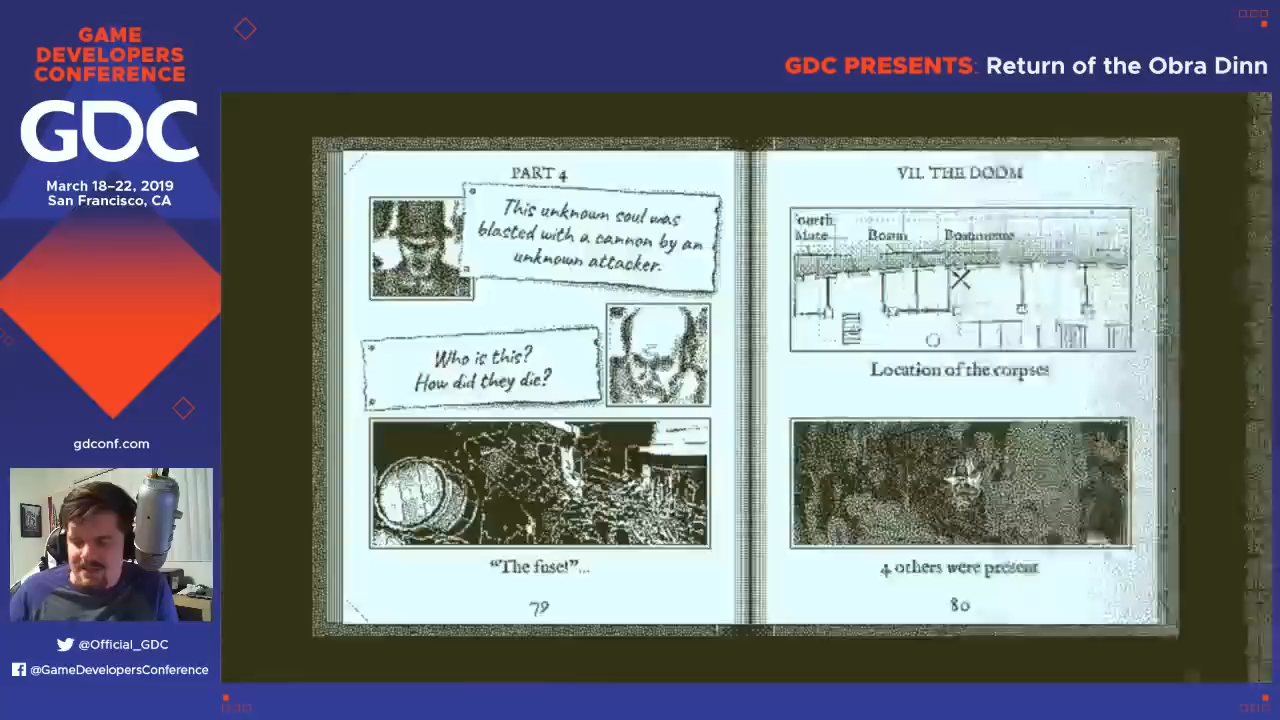 GAME
DEVELOPERS
CONFERENCE
GDC
March 18–22, 2019
San Francisco, CA
gdconf.com
@Official_GDC
@GameDevelopersConference
GDC PRESENTS: Return of the Obra Dinn
PART 4
This unknown soul was
blasted with a cannon by an
unknown attacker.
Who is this?
How did they die?
"The fuse!"...
79
VII. THE DOOM
Fourth
Mate
Bosun
Location of the corpses
4 others were present
80